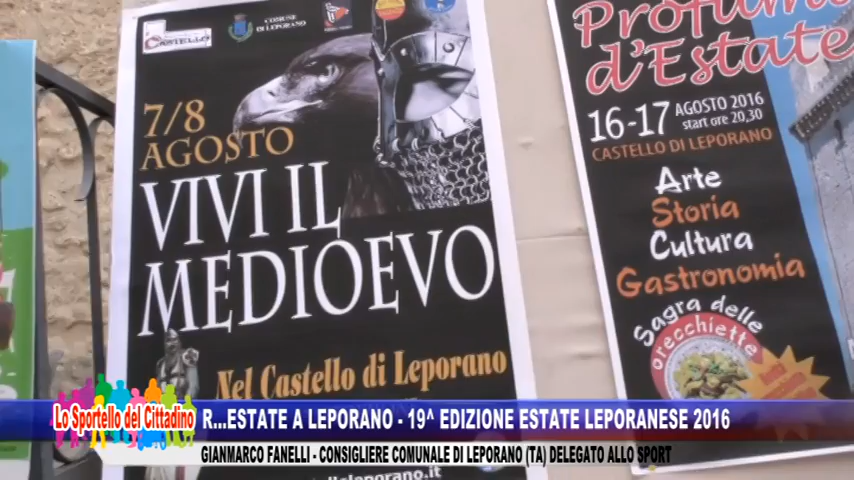 CASTELLO
COMUNE
DI LEPORANO
7/8
AGOSTO
VIVI IL
MEDIOEVO
Nel Castello di Leporano
Profumo
d'Estate
16-17 AGOSTO 2016
start ore 20,30
CASTELLO DI LEPORANO
Arte
Storia
Cultura
Gastronomia
Sagra delle
orecchiette
Lo Sportello del Cittadino
R...ESTATE A LEPORANO - 19^ EDIZIONE ESTATE LEPORANESE 2016
GIANMARCO FANELLI - CONSIGLIERE COMUNALE DI LEPORANO (TA) DELEGATO ALLO SPORT